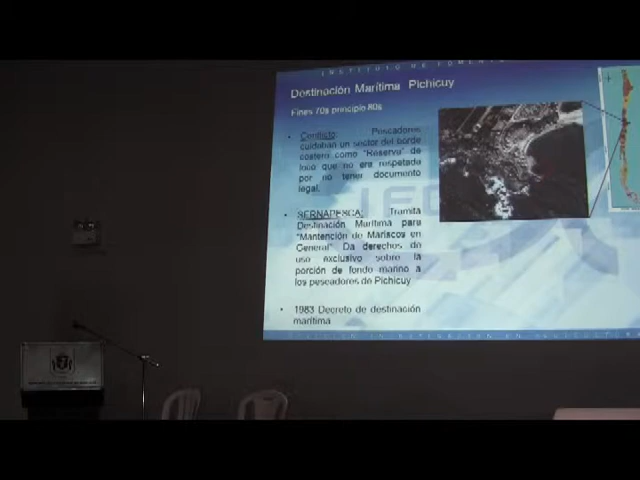 INSTITUTO DE FOMENTO
Destinación Marítima Pichicuy
Fines 70s principio 80s
• Conflicto: Pescadores
cuidaban un sector del borde
costero como "Reserva" de
loco que no era respetada
por no tener documento
legal.
• SERNAPESCA: Tramita
Destinación Marítima para
"Mantención de Mariscos en
General". Da derechos de
uso exclusivo sobre la
porción de fondo marino a
los pescadores de Pichicuy
• 1983 Decreto de destinación
marítima